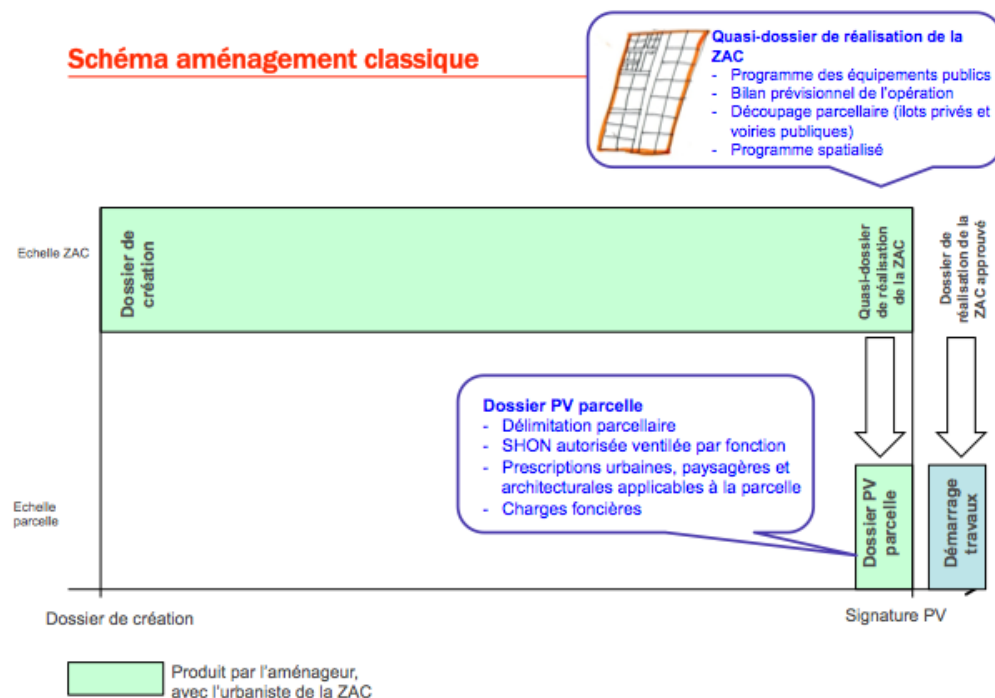 Schéma aménagement classique
Quasi-dossier de réalisation de la
ZAC
- Programme des équipements publics
- Bilan prévisionnel de l'opération
- Découpage parcellaire (ilots privés et
voiries publiques)
- Programme spatialisé
Echelle ZAC
Dossier de
création
Quasi-dossier
de réalisation
de la ZAC
Dossier de
réalisation de la
ZAC approuvé
Dossier PV parcelle
- Délimitation parcellaire
- SHON autorisée ventilée par fonction
- Prescriptions urbaines, paysagères et
architecturales applicables à la parcelle
- Charges foncières
Echelle
parcelle
Dossier PV
parcelle
Démarrage
travaux
Dossier de création
Signature PV
Produit par l'aménageur,
avec l'urbaniste de la ZAC